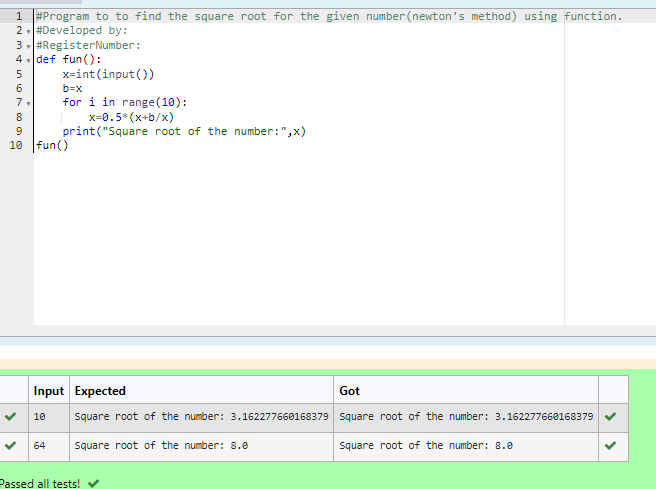 1 #Program to to find the square root for the given number(newton's method) using function.
2 #Developed by:
3 #RegisterNumber:
4 def fun():
5     x=int(input())
6     b=x
7     for i in range(10):
8         x=0.5*(x+b/x)
9     print("Square root of the number:",x)
10 fun()
Input Expected Got
10 Square root of the number: 3.162277660168379 Square root of the number: 3.162277660168379
64 Square root of the number: 8.0 Square root of the number: 8.0
Passed all tests!